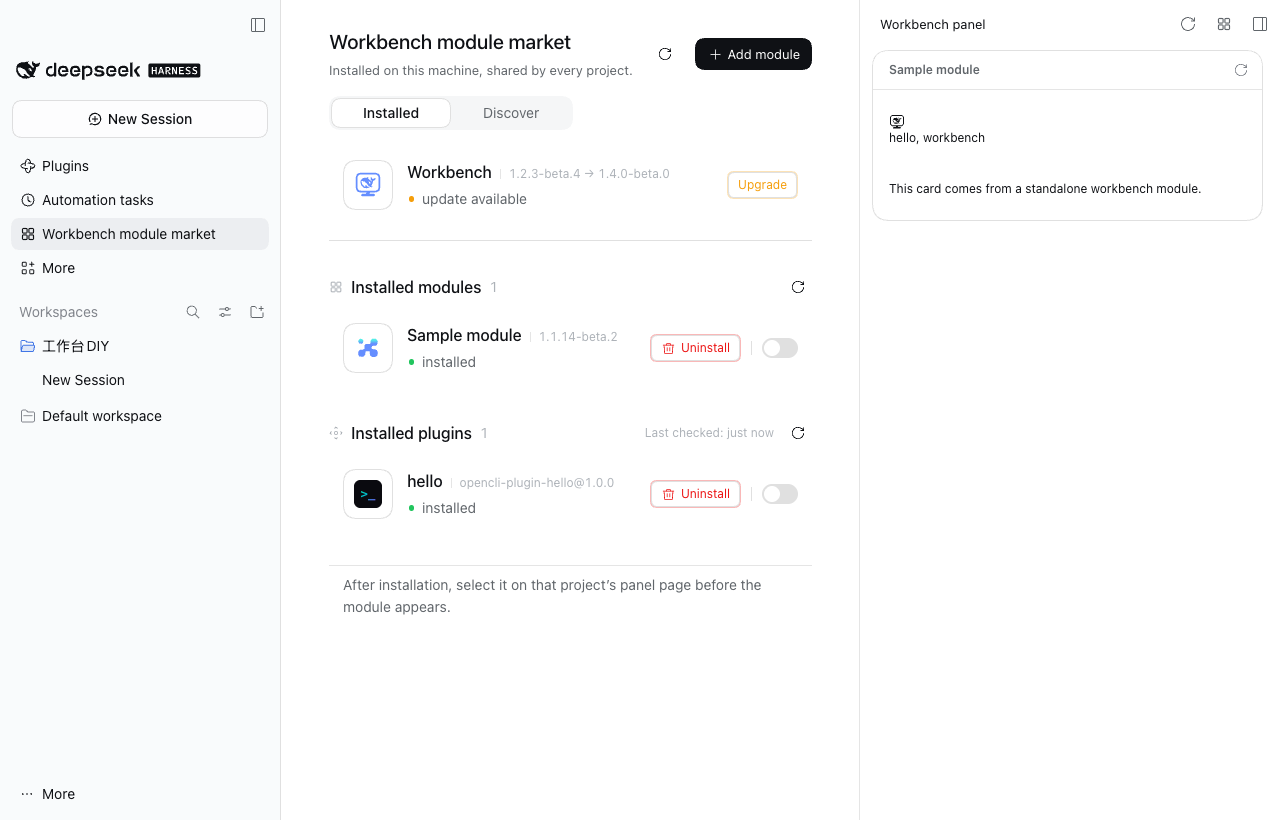 deepseek HARNESS
New Session
Plugins
Automation tasks
Workbench module market
More
Workspaces
工作台DIY
New Session
Default workspace
More
Workbench module market
Installed on this machine, shared by every project.
Add module
Installed
Discover
Workbench
1.2.3-beta.4 → 1.4.0-beta.0
update available
Upgrade
Installed modules 1
Sample module
1.1.14-beta.2
installed
Uninstall
Installed plugins 1
Last checked: just now
>_
hello
opencli-plugin-hello@1.0.0
installed
Uninstall
After installation, select it on that project's panel page before the
module appears.
Workbench panel
Sample module
hello, workbench
This card comes from a standalone workbench module.